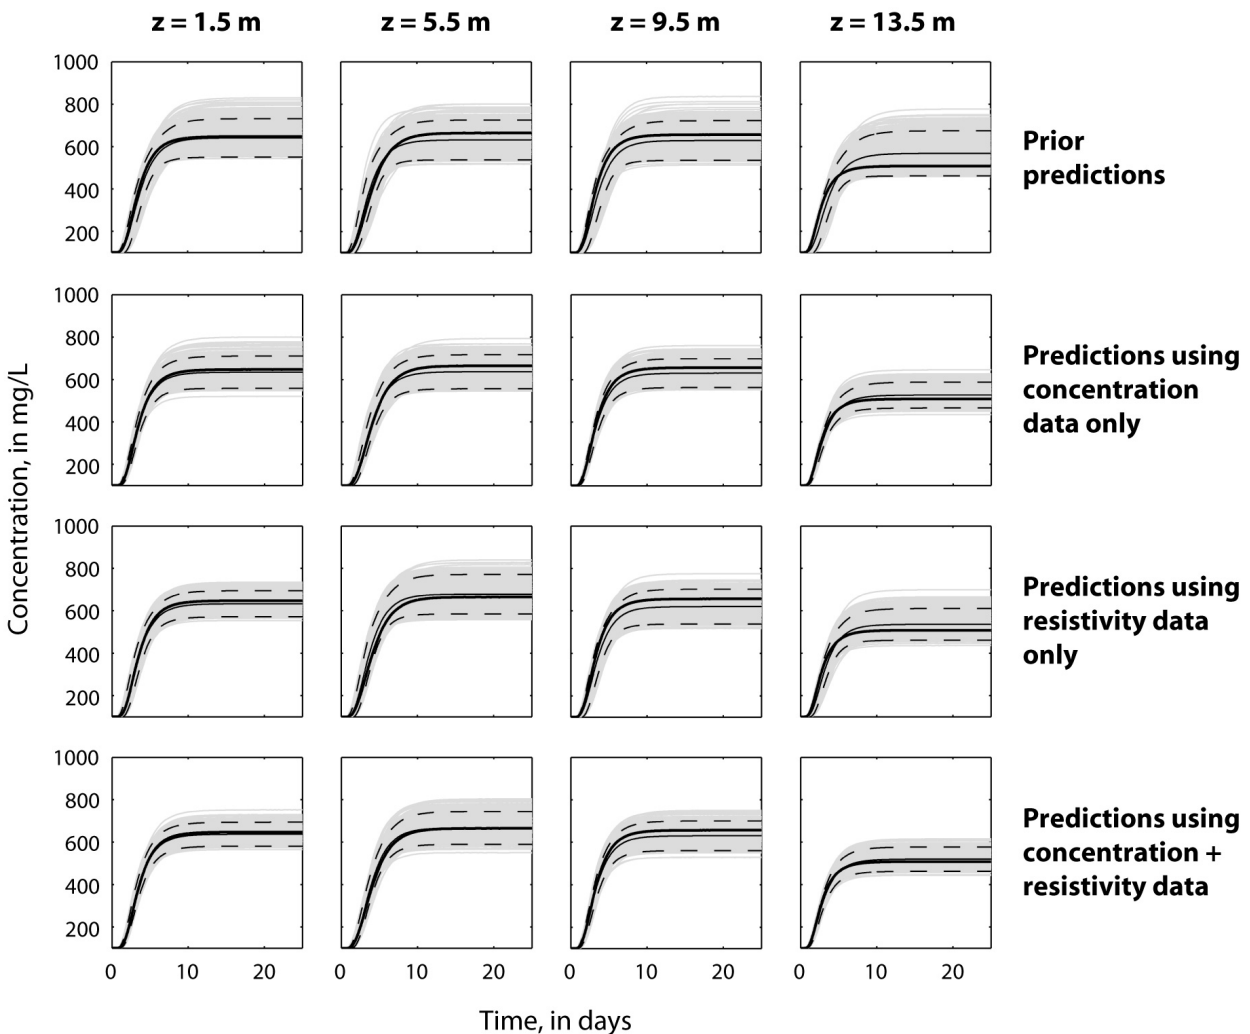 z = 1.5 m
z = 5.5 m
z = 9.5 m
z = 13.5 m
1000
800
600
400
200
Prior
predictions
1000
800
600
400
200
Predictions using
concentration
data only
1000
800
600
400
200
Predictions using
resistivity data
only
1000
800
600
400
200
Predictions using
concentration +
resistivity data
Concentration, in mg/L
0 10 20
0 10 20
0 10 20
0 10 20
Time, in days